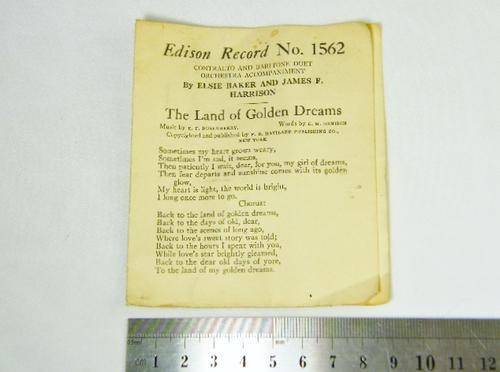 Edison Record No. 1562
CONTRALTO AND BARITONE DUET
ORCHESTRA ACCOMPANIMENT
By ELSIE BAKER AND JAMES F.
HARRISON
The Land of Golden Dreams
Music by E. F. Words by C. M. DENISON
Copyrighted and published by F. B. HAVILAND PUBLISHING CO.,
NEW YORK
Sometimes my heart grows weary,
Sometimes I'm sad, it seems,
Then patiently I wait, dear, for you, my girl of dreams,
Then fear departs and sunshine comes with its golden
glow,
My heart is light, the world is bright,
I long once more to go.
Chorus:
Back to the land of golden dreams,
Back to the days of old, dear,
Back to the scenes of long ago,
Where love's sweet story was told;
Back to the hours I spent with you,
While love's star brightly gleamed,
Back to the dear old days of yore,
To the land of my golden dreams.
cm 1 2 3 4 5 6 7 8 9 10 11 12